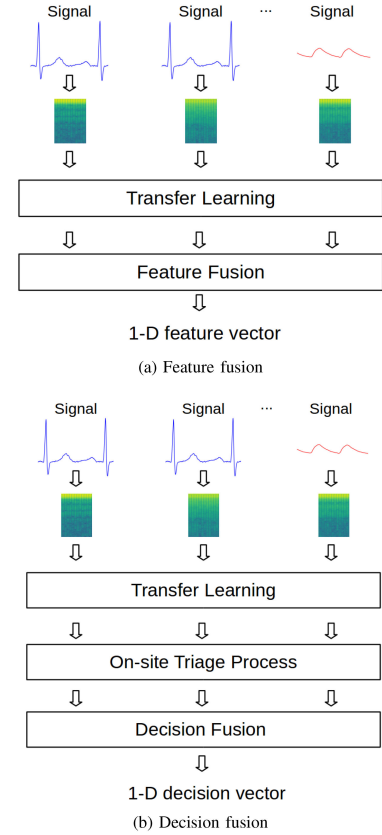 Signal Signal ... Signal
Transfer Learning
Feature Fusion
1-D feature vector
(a) Feature fusion
Signal Signal ... Signal
Transfer Learning
On-site Triage Process
Decision Fusion
1-D decision vector
(b) Decision fusion